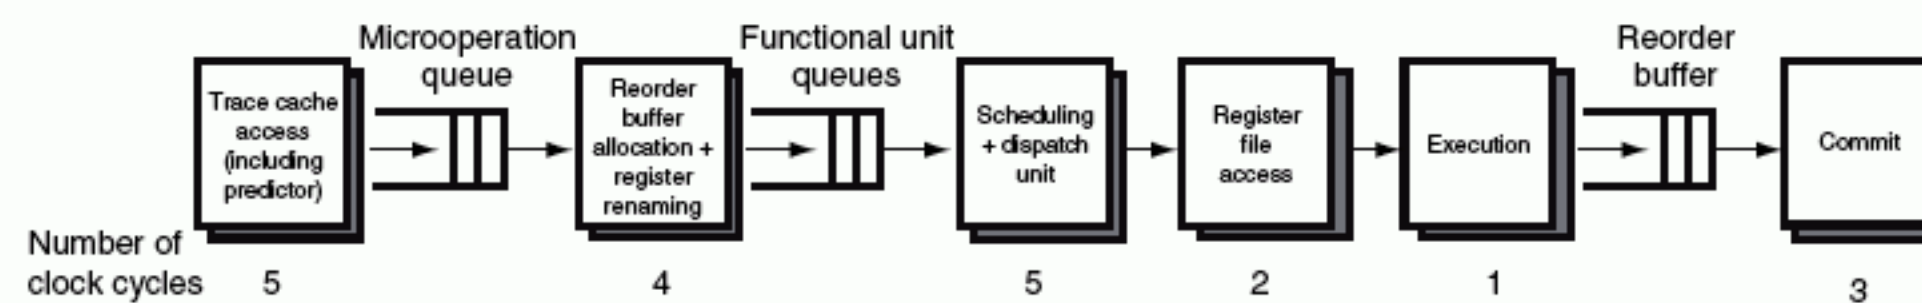 Microoperation
queue
Functional unit
queues
Reorder
buffer
Trace cache
access
(including
predictor)
Reorder
buffer
allocation +
register
renaming
Scheduling
+ dispatch
unit
Register
file
access
Execution
Commit
Number of
clock cycles 5 4 5 2 1 3